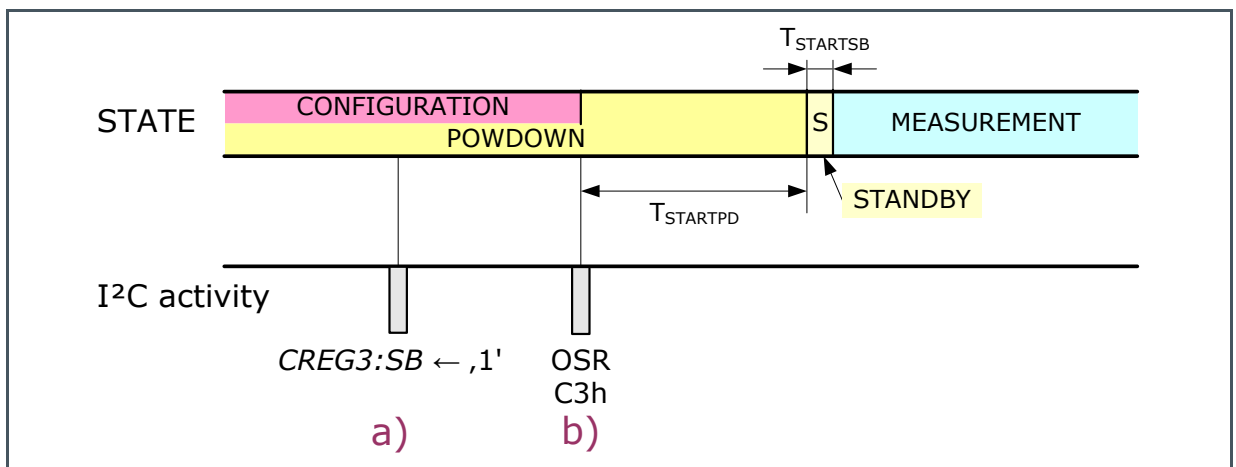 TSTARTSB
STATE
CONFIGURATION
POWDOWN
S
MEASUREMENT
STANDBY
TSTARTPD
I²C activity
CREG3:SB ← ,1'
OSR
C3h
a)
b)